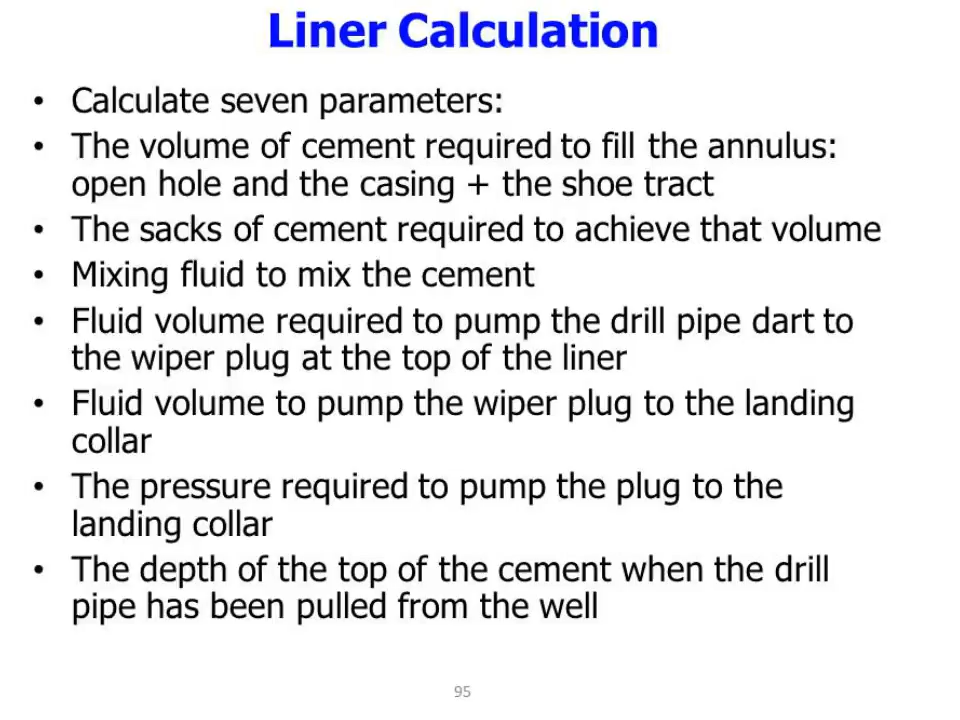 Liner Calculation
• Calculate seven parameters:
• The volume of cement required to fill the annulus:
open hole and the casing + the shoe tract
• The sacks of cement required to achieve that volume
• Mixing fluid to mix the cement
• Fluid volume required to pump the drill pipe dart to
the wiper plug at the top of the liner
• Fluid volume to pump the wiper plug to the landing
collar
• The pressure required to pump the plug to the
landing collar
• The depth of the top of the cement when the drill
pipe has been pulled from the well
95